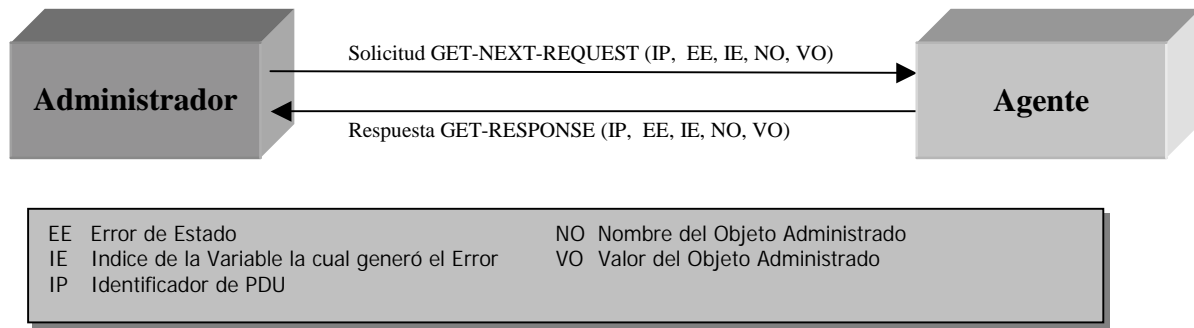 Solicitud GET-NEXT-REQUEST (IP, EE, IE, NO, VO)
Administrador
Agente
Respuesta GET-RESPONSE (IP, EE, IE, NO, VO)
EE Error de Estado
IE Indice de la Variable la cual generó el Error
IP Identificador de PDU
NO Nombre del Objeto Administrado
VO Valor del Objeto Administrado